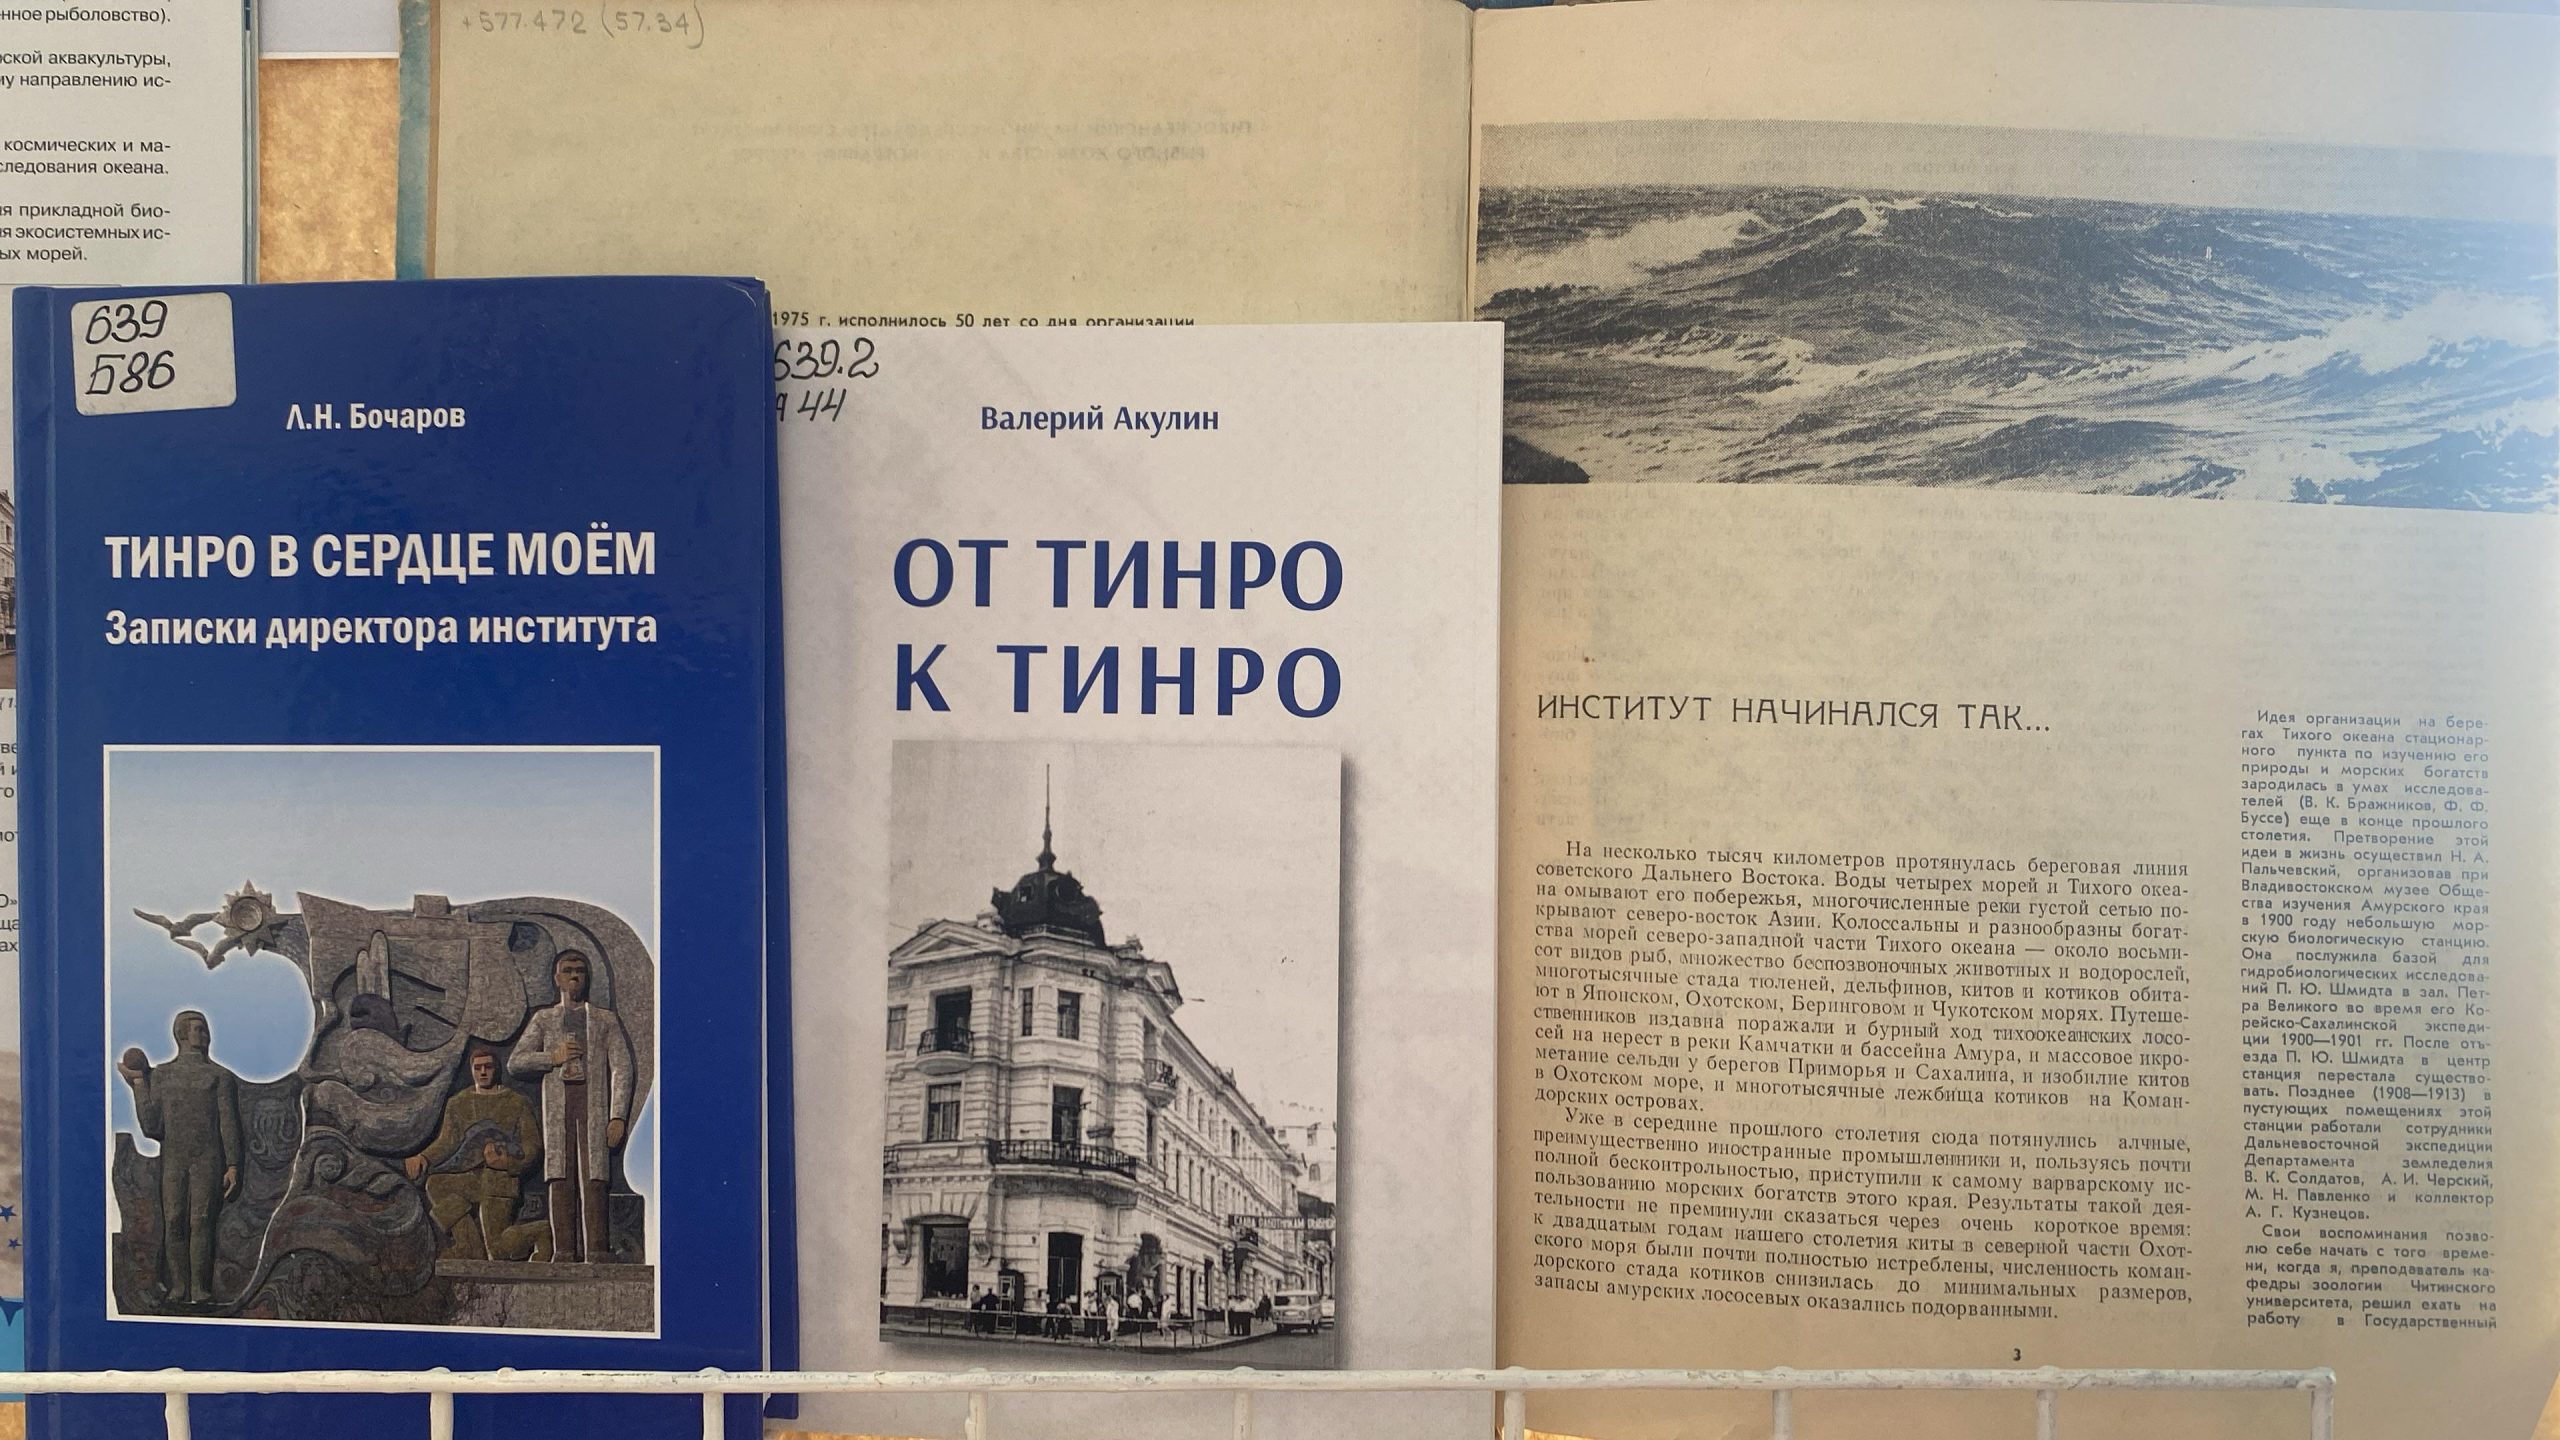 нное рыболовство).
рской аквакультуры,
му направлению ис-
космических и ма-
следования океана.
ия прикладной био-
ия экосистемных ис-
ых морей.
+577.472 (57.34)
1975 г. исполнилось 50 лет со дня организации
639
Б86
Л.Н. Бочаров
ТИНРО В СЕРДЦЕ МОЁМ
Записки директора института
639.2
А 44
Валерий Акулин
ОТ ТИНРО
К ТИНРО
ИНСТИТУТ НАЧИНАЛСЯ ТАК...
На несколько тысяч километров протянулась береговая линия
советского Дальнего Востока. Воды четырех морей и Тихого океа-
на омывают его побережья, многочисленные реки густой сетью по-
крывают северо-восток Азии. Колоссальны и разнообразны богат-
ства морей северо-западной части Тихого океана — около восьми-
сот видов рыб, множество беспозвоночных животных и водорослей,
многотысячные стада тюленей, дельфинов, китов и котиков обита-
ют в Японском, Охотском, Беринговом и Чукотском морях. Путеше-
ственников издавна поражали и бурный ход тихоокеанских лосо-
сей на нерест в реки Камчатки и бассейна Амура, и массовое икро-
метание сельди у берегов Приморья и Сахалина, и изобилие китов
в Охотском море, и многотысячные лежбища котиков на Коман-
дорских островах.
Уже в середине прошлого столетия сюда потянулись алчные,
преимущественно иностранные промышленники и, пользуясь почти
полной бесконтрольностью, приступили к самому варварскому ис-
пользованию морских богатств этого края. Результаты такой дея-
тельности не преминули сказаться через очень короткое время:
к двадцатым годам нашего столетия киты в северной части Охот-
ского моря были почти полностью истреблены, численность коман-
дорского стада котиков снизилась до минимальных размеров,
запасы амурских лососевых оказались подорванными.
Идея организации на бере-
гах Тихого океана стационар-
ного пункта по изучению его
природы и морских богатств
зародилась в умах исследова-
телей (В. К. Бражников, Ф. Ф.
Буссе) еще в конце прошлого
столетия. Претворение этой
идеи в жизнь осуществил Н. А.
Пальчевский, организовав при
Владивостокском музее Обще-
ства изучения Амурского края
в 1900 году небольшую мор-
скую биологическую станцию.
Она послужила базой для
гидробиологических исследова-
ний П. Ю. Шмидта в зал. Пет-
ра Великого во время его Ко-
рейско-Сахалинской экспеди-
ции 1900—1901 гг. После отъ-
езда П. Ю. Шмидта в центр
станция перестала существо-
вать. Позднее (1908—1913) в
пустующих помещениях этой
станции работали сотрудники
Дальневосточной экспедиции
Департамента земледелия
В. К. Солдатов, А. И. Черский,
М. Н. Павленко и коллектор
А. Г. Кузнецов.
Свои воспоминания позво-
лю себе начать с того време-
ни, когда я, преподаватель ка-
федры зоологии Читинского
университета, решил ехать на
работу в Государственный
3